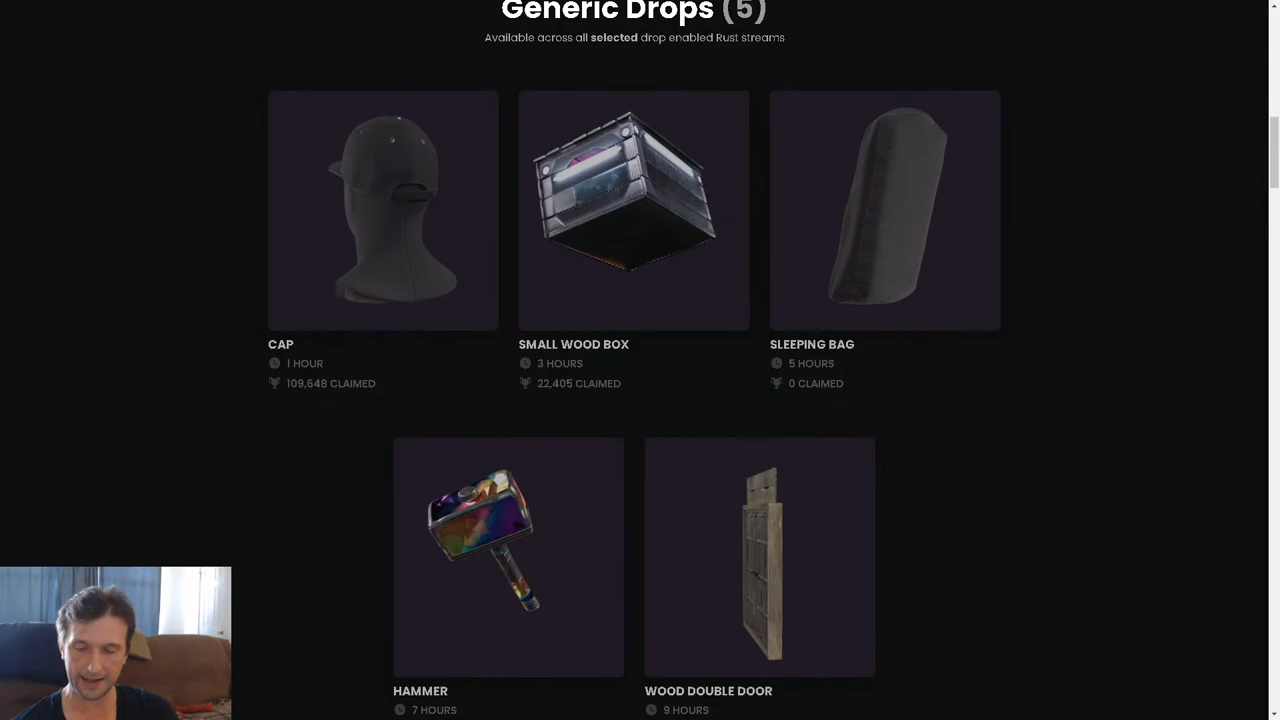 Generic Drops (5)
Available across all selected drop enabled Rust streams
CAP
1 HOUR
109,648 CLAIMED
SMALL WOOD BOX
3 HOURS
22,405 CLAIMED
SLEEPING BAG
5 HOURS
0 CLAIMED
HAMMER
7 HOURS
WOOD DOUBLE DOOR
9 HOURS